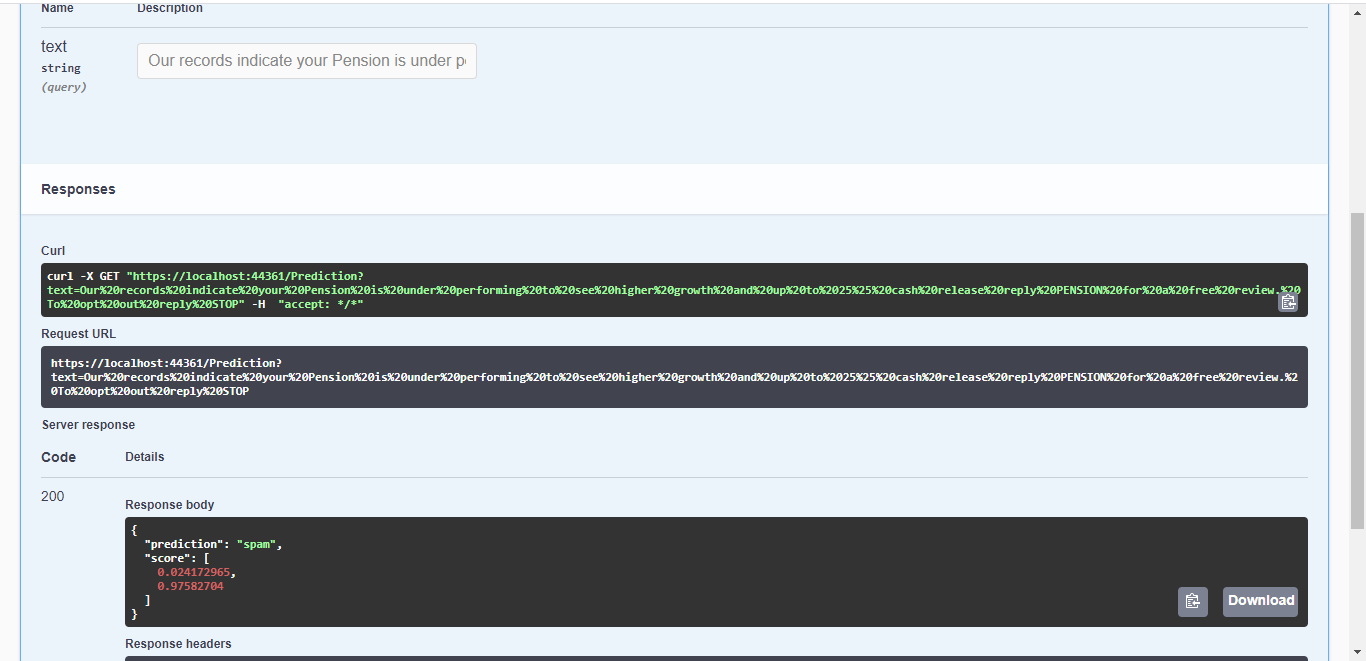 Name Description
text
string
(query)
Our records indicate your Pension is under pe
Responses
Curl
curl -X GET "https://localhost:44361/Prediction?
text=Our%20records%20indicate%20your%20Pension%20is%20under%20performing%20to%20see%20higher%20growth%20and%20up%20to%2025%25%20cash%20release%20reply%20PENSION%20for%20a%20free%20review.%20
To%20opt%20out%20reply%20STOP" -H  "accept: */*"
Request URL
https://localhost:44361/Prediction?
text=Our%20records%20indicate%20your%20Pension%20is%20under%20performing%20to%20see%20higher%20growth%20and%20up%20to%2025%25%20cash%20release%20reply%20PENSION%20for%20a%20free%20review.%2
0To%20opt%20out%20reply%20STOP
Server response
Code Details
200
Response body
{
  "prediction": "spam",
  "score": [
    0.024172965,
    0.97582704
  ]
}
Download
Response headers